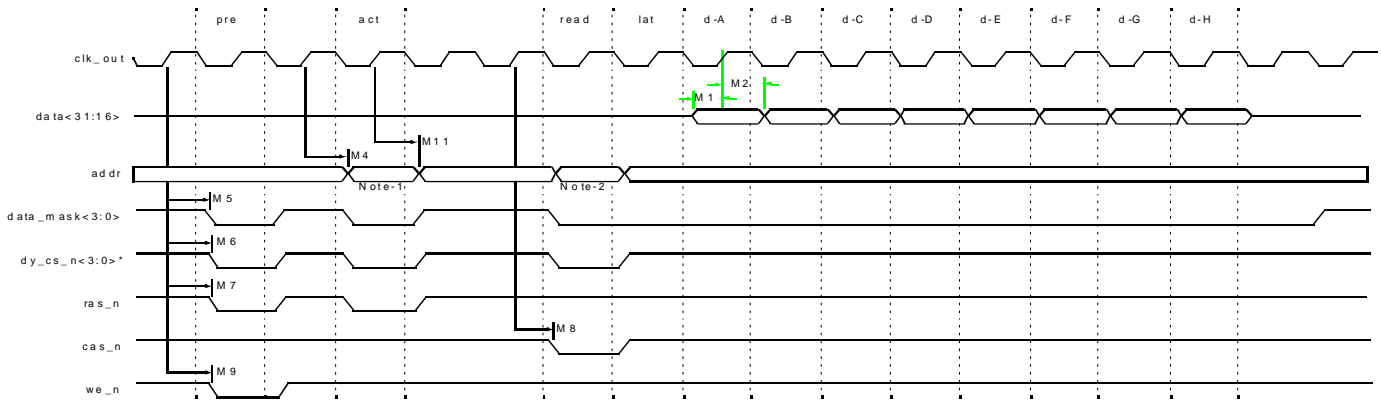 pre act read lat d-A d-B d-C d-D d-E d-F d-G d-H
clk_out
M2
M1
data<31:16>
M11
M4
addr
Note-1 Note-2
M5
data_mask<3:0>
M6
dy_cs_n<3:0>*
M7
ras_n
M8
cas_n
M9
we_n